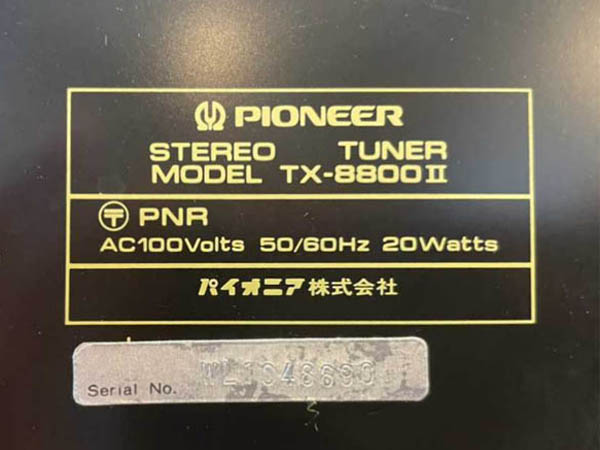 PIONEER
STEREO TUNER
MODEL TX-8800II
〒 PNR
AC100Volts 50/60Hz 20Watts
パイオニア株式会社
Serial No.